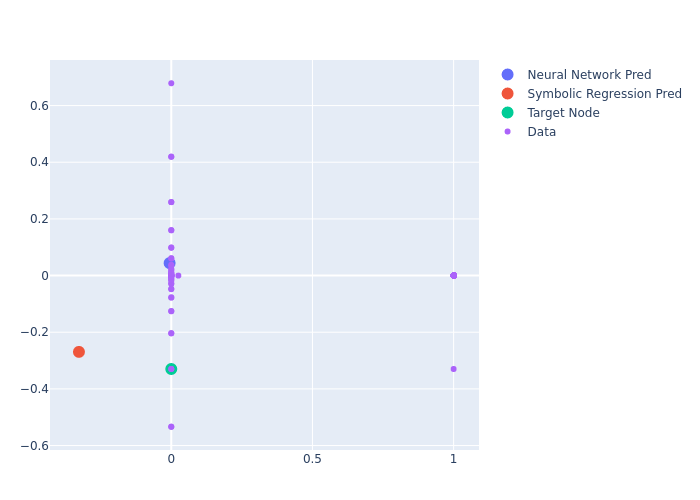 Neural Network Pred
Symbolic Regression Pred
Target Node
Data
0.6
0.4
0.2
0
−0.2
−0.4
−0.6
0
0.5
1